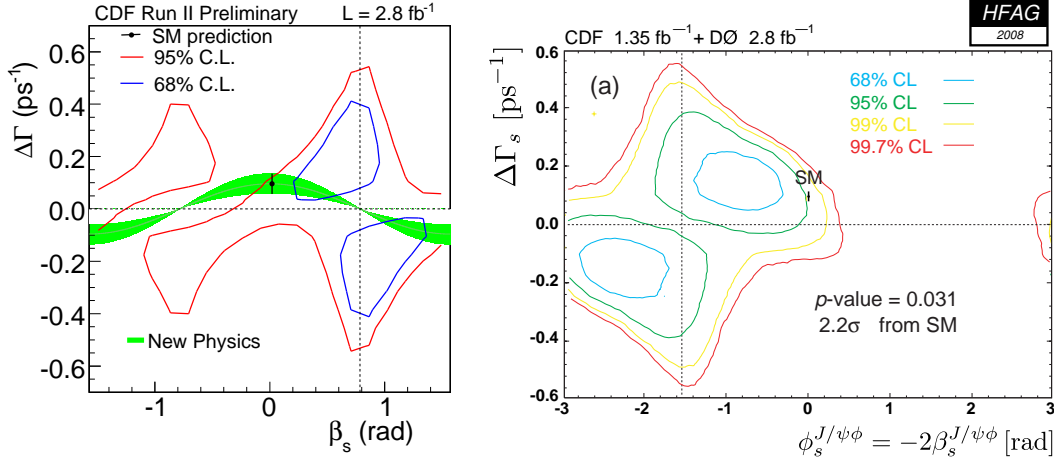 CDF Run II Preliminary L = 2.8 fb⁻¹
SM prediction
95% C.L.
68% C.L.
New Physics
ΔΓ (ps⁻¹)
0.6
0.4
0.2
0.0
-0.2
-0.4
-0.6
-1 0 1
βₛ (rad)
HFAG
2008
CDF 1.35 fb⁻¹ + DØ 2.8 fb⁻¹
(a)
68% CL
95% CL
99% CL
99.7% CL
SM
p-value = 0.031
2.2σ from SM
ΔΓₛ [ps⁻¹]
0.6
0.4
0.2
0.0
-0.2
-0.4
-0.6
-3 -2 -1 0 1 2 3
ϕₛ^{J/ψϕ} = −2βₛ^{J/ψϕ} [rad]